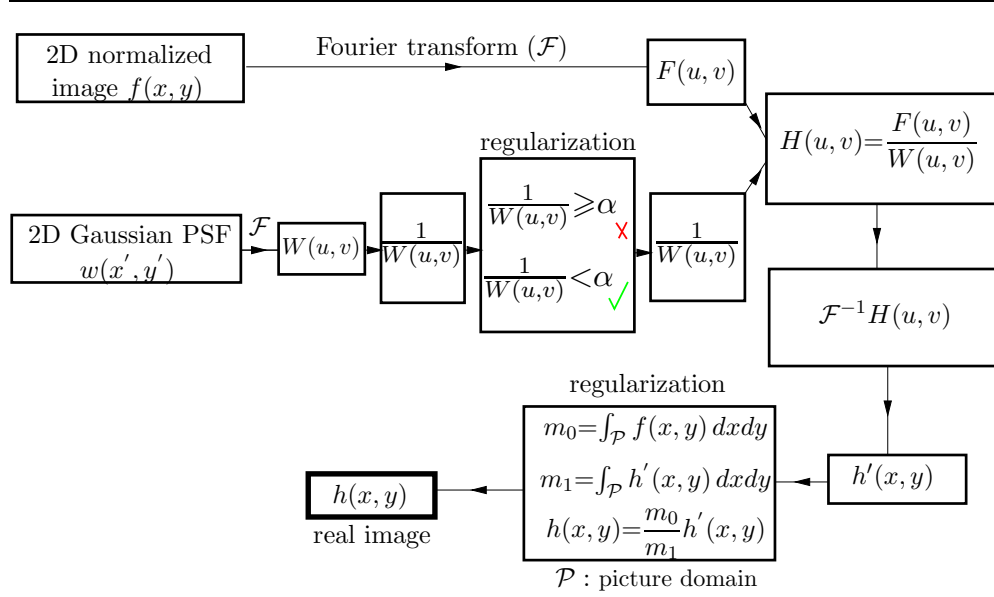 2D normalized
image f(x, y)
Fourier transform (ℱ)
F(u, v)
H(u, v)=F(u, v)/W(u, v)
2D Gaussian PSF
w(x', y')
ℱ
W(u, v)
1/W(u,v)
regularization
1/W(u,v) ⩾ α ✗
1/W(u,v) < α ✓
1/W(u,v)
ℱ⁻¹H(u, v)
h′(x, y)
regularization
m₀=∫_𝒫 f(x, y) dxdy
m₁=∫_𝒫 h'(x, y) dxdy
h(x, y)=m₀/m₁ h'(x, y)
𝒫 : picture domain
h(x, y)
real image